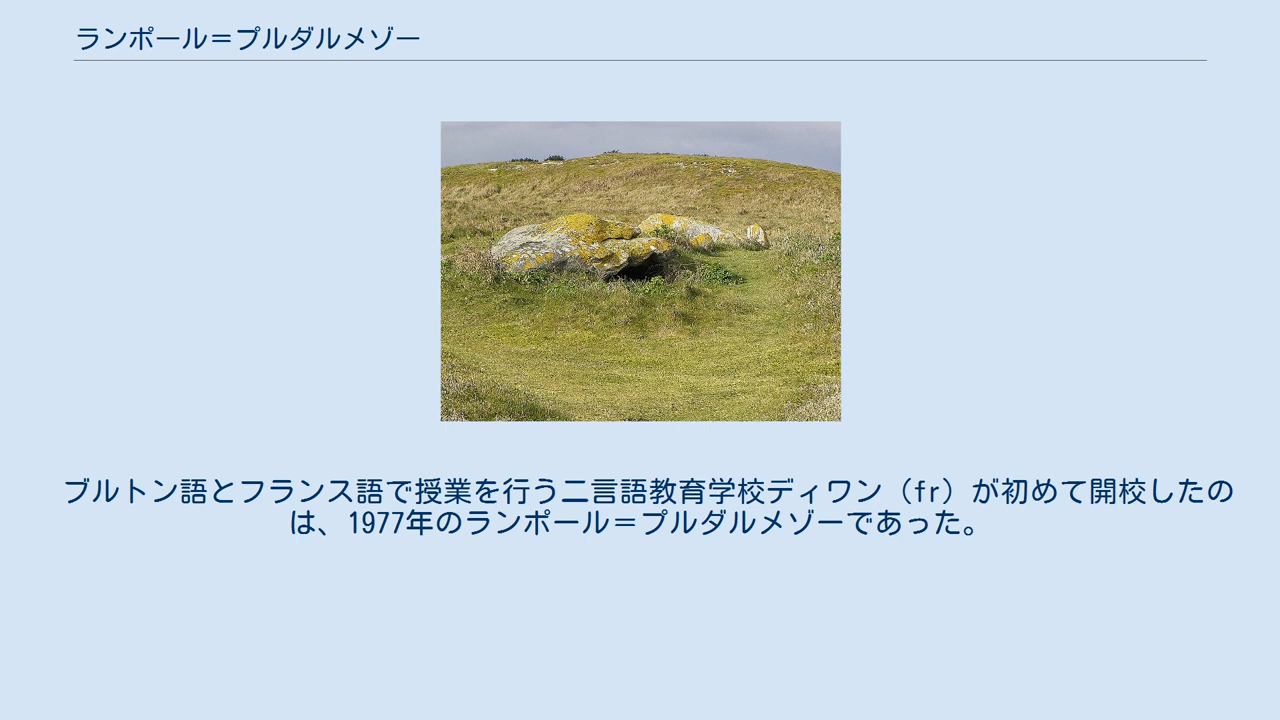 ランポール＝プルダルメゾー
ブルトン語とフランス語で授業を行う二言語教育学校ディワン（fr）が初めて開校したの
は、1977年のランポール＝プルダルメゾーであった。